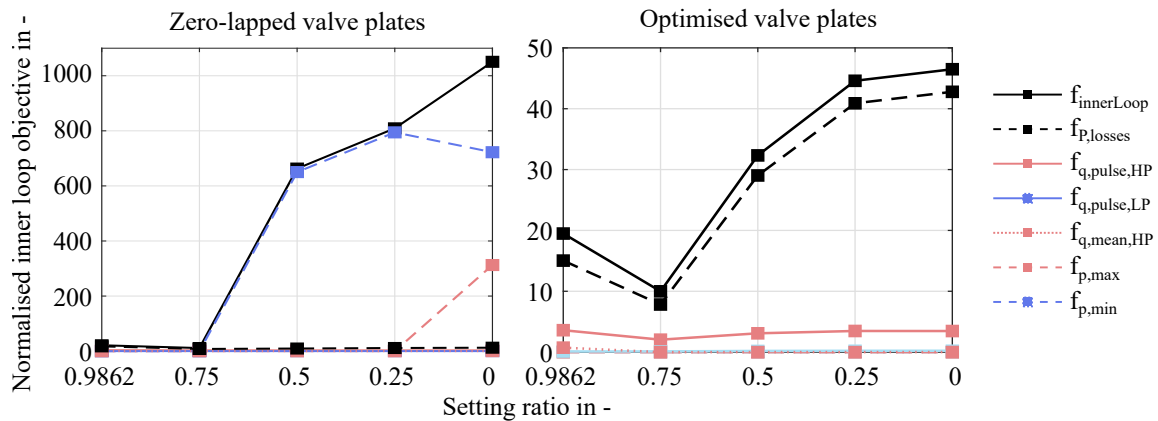 Zero-lapped valve plates
Optimised valve plates
Normalised inner loop objective in -
1000
800
600
400
200
0
0.9862 0.75 0.5 0.25 0
50
40
30
20
10
0
0.9862 0.75 0.5 0.25 0
Setting ratio in -
f_innerLoop
f_P,losses
f_q,pulse,HP
f_q,pulse,LP
f_q,mean,HP
f_p,max
f_p,min